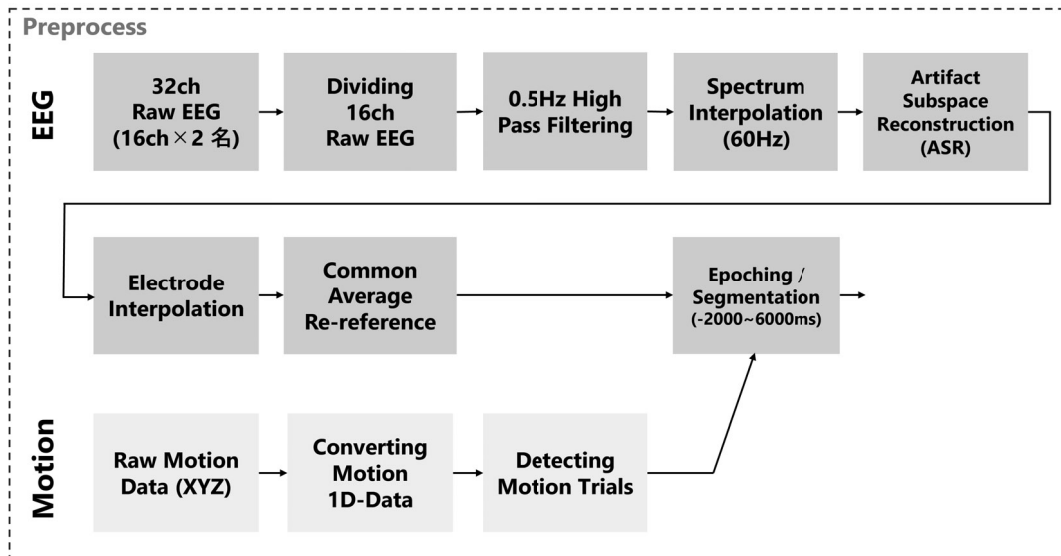 Preprocess
EEG
32ch
Raw EEG
(16ch×2 名)
Dividing
16ch
Raw EEG
0.5Hz High
Pass Filtering
Spectrum
Interpolation
(60Hz)
Artifact
Subspace
Reconstruction
(ASR)
Electrode
Interpolation
Common
Average
Re-reference
Epoching /
Segmentation
(-2000~6000ms)
Motion
Raw Motion
Data (XYZ)
Converting
Motion
1D-Data
Detecting
Motion Trials